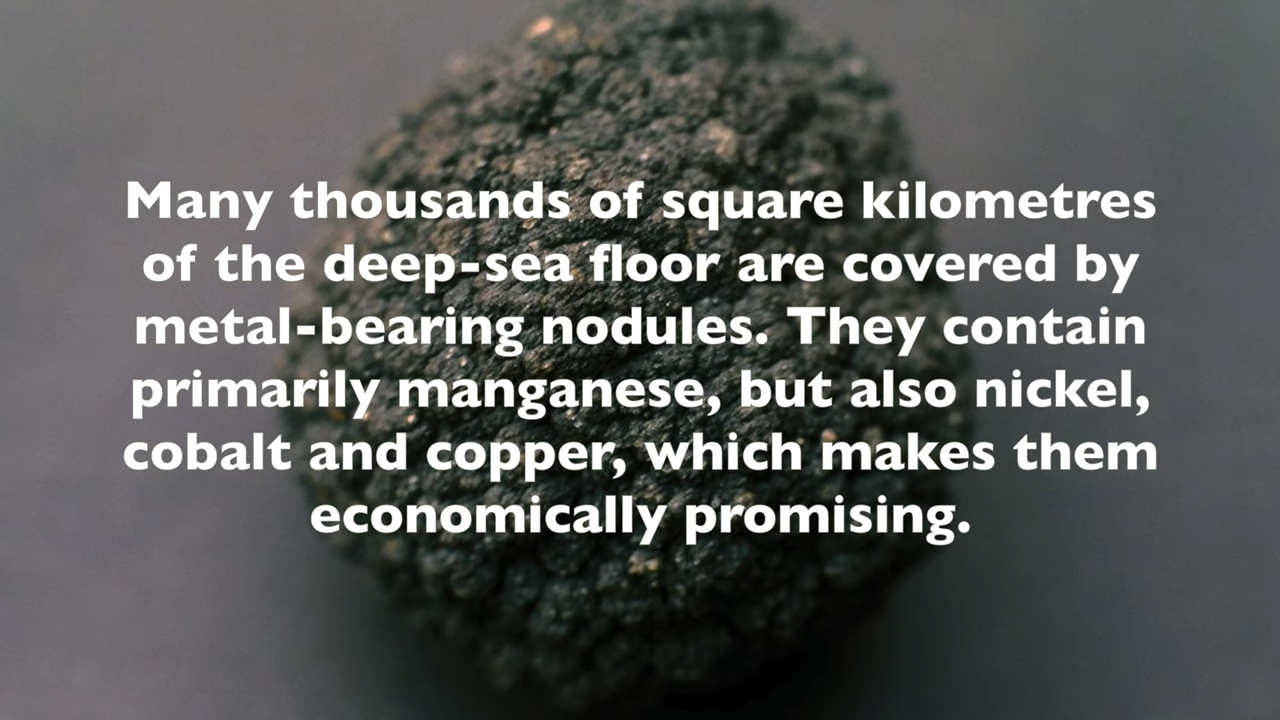 Many thousands of square kilometres
of the deep-sea floor are covered by
metal-bearing nodules. They contain
primarily manganese, but also nickel,
cobalt and copper, which makes them
economically promising.